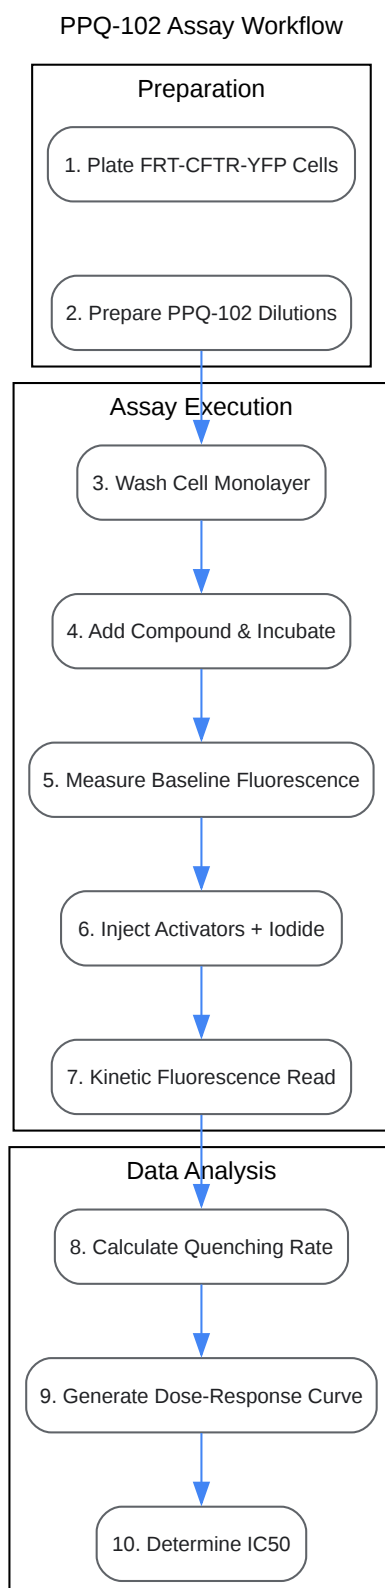 PPQ-102 Assay Workflow
Preparation
1. Plate FRT-CFTR-YFP Cells
2. Prepare PPQ-102 Dilutions
Assay Execution
3. Wash Cell Monolayer
4. Add Compound & Incubate
5. Measure Baseline Fluorescence
6. Inject Activators + Iodide
7. Kinetic Fluorescence Read
Data Analysis
8. Calculate Quenching Rate
9. Generate Dose-Response Curve
10. Determine IC50